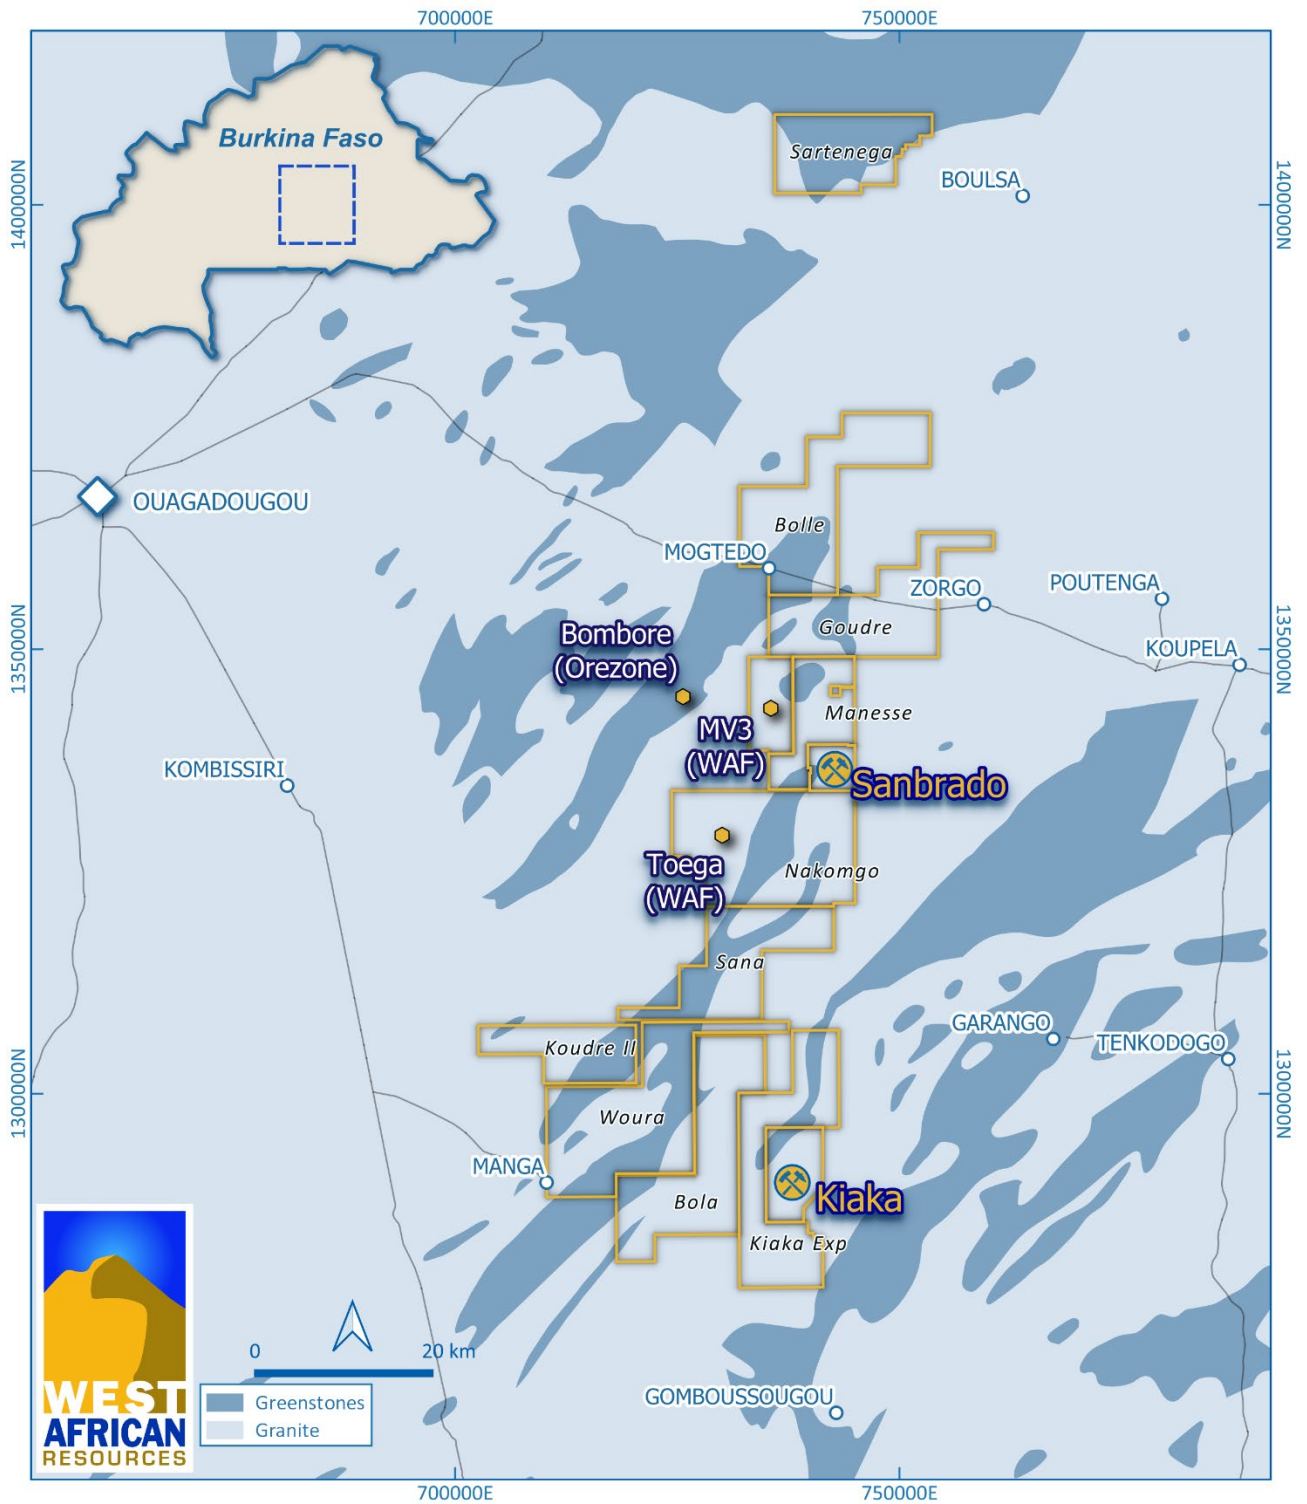 700000E
750000E
Burkina Faso
Sartenega
BOULSA
1400000N
1400000N
OUAGADOUGOU
Bolle
MOGTEDO
ZORGO
POUTENGA
Goudre
KOUPELA
1350000N
1350000N
Bombore
(Orezone)
Manesse
MV3
(WAF)
KOMBISSIRI
Sanbrado
Toega
(WAF)
Nakomgo
Sana
GARANGO
TENKODOGO
Koudre II
1300000N
1300000N
Woura
MANGA
Bola
Kiaka
Kiaka Exp
0
20 km
WEST
AFRICAN
RESOURCES
Greenstones
Granite
GOMBOUSSOUGOU
700000E
750000E